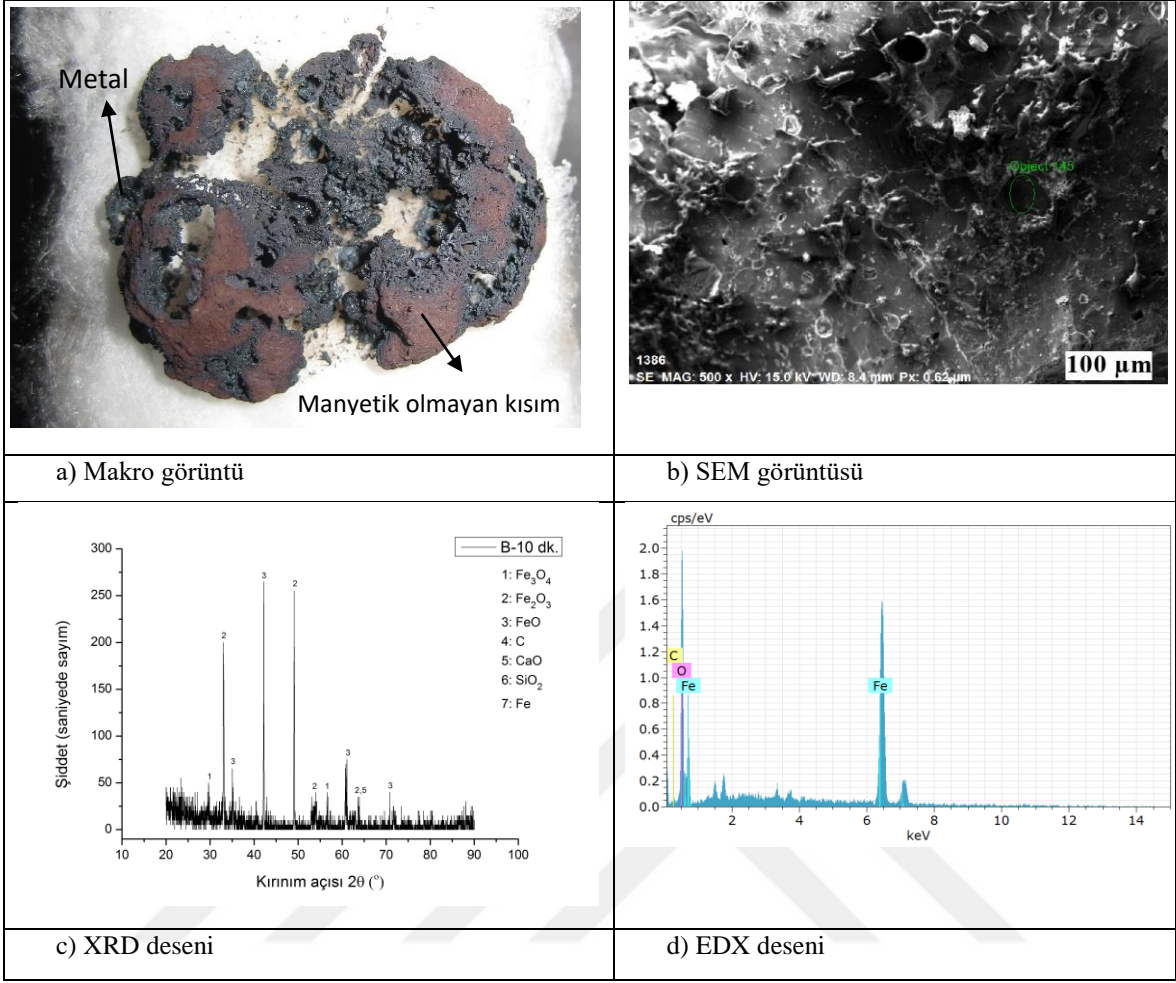 Metal
Manyetik olmayan kısım
Object 145
1386
SE MAG: 500 x HV: 15.0 kV WD: 8.4 mm Px: 0.62µm
100 µm
a) Makro görüntü
b) SEM görüntüsü
300
250
200
150
100
50
0
10 20 30 40 50 60 70 80 90 100
Şiddet (saniyede sayım)
Kırınım açısı 2θ (°)
B-10 dk.
1: Fe₃O₄
2: Fe₂O₃
3: FeO
4: C
5: CaO
6: SiO₂
7: Fe
1
2
3
3
2
2
1
3
2,5
3
cps/eV
2.0
1.8
1.6
1.4
1.2
1.0
0.8
0.6
0.4
0.2
0.0
C
O
Fe
Fe
2 4 6 8 10 12 14
keV
c) XRD deseni
d) EDX deseni